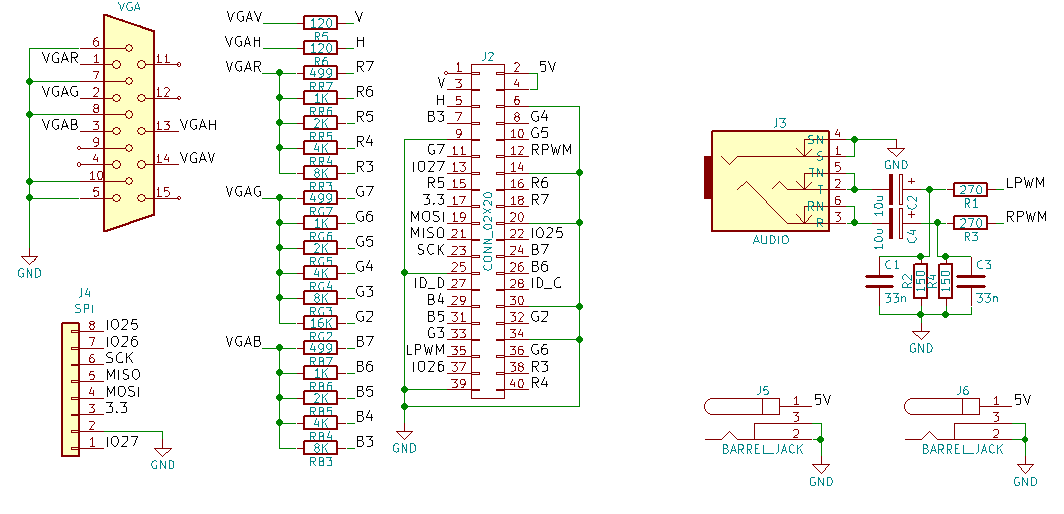 VGA
6
VGAR 1
11
7
VGAG 2
12
8
VGAB 3
13 VGAH
9
4
14 VGAV
10
5
15
GND
J4
SPI
8 IO25
7 IO26
6 SCK
5 MISO
4 MOSI
3 3.3
2
1 IO27
GND
VGAV 120 V
R5
VGAH 120 H
R6
VGAR 499 R7
RR7
1K R6
RR6
2K R5
RR5
4K R4
RR4
8K R3
RR3
VGAG 499 G7
RG7
1K G6
RG6
2K G5
RG5
4K G4
RG4
8K G3
RG3
16K G2
RG2
VGAB 499 B7
RB7
1K B6
RB6
2K B5
RB5
4K B4
RB4
8K B3
RB3
J2
CONN_02X20
1 2 5V
V 3 4
H 5 6
B3 7 8 G4
9 10 G5
G7 11 12 RPWM
IO27 13 14
R5 15 16 R6
3.3 17 18 R7
MOSI 19 20
MISO 21 22 IO25
SCK 23 24 B7
25 26 B6
ID_D 27 28 ID_C
B4 29 30
B5 31 32 G2
G3 33 34
LPWM 35 36 G6
IO26 37 38 R3
39 40 R4
GND
J3
SN 4
S 1
TN 5
T 2
RN 6
R 3
AUDIO
GND
10u C2 +
10u C4 +
270 LPWM
R1
270 RPWM
R3
C1
33n
R2 150
R4 150
C3
33n
GND
J5
1 5V
3
2
BARREL_JACK
GND
J6
1 5V
3
2
BARREL_JACK
GND